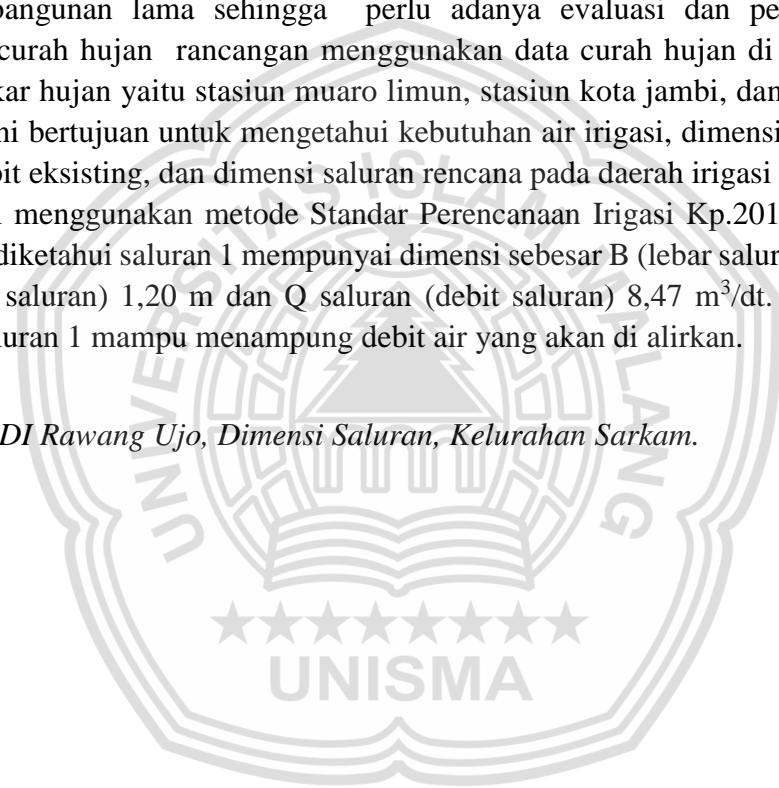 bangunan lama sehingga perlu adanya evaluasi dan pe
curah hujan rancangan menggunakan data curah hujan di
kar hujan yaitu stasiun muaro limun, stasiun kota jambi, dan
ni bertujuan untuk mengetahui kebutuhan air irigasi, dimensi
bit eksisting, dan dimensi saluran rencana pada daerah irigasi
menggunakan metode Standar Perencanaan Irigasi Kp.201
diketahui saluran 1 mempunyai dimensi sebesar B (lebar salur
saluran) 1,20 m dan Q saluran (debit saluran) 8,47 m³/dt.
luran 1 mampu menampung debit air yang akan di alirkan.
DI Rawang Ujo, Dimensi Saluran, Kelurahan Sarkam.
UNIVERSITAS ISLAM MALANG
UNISMA